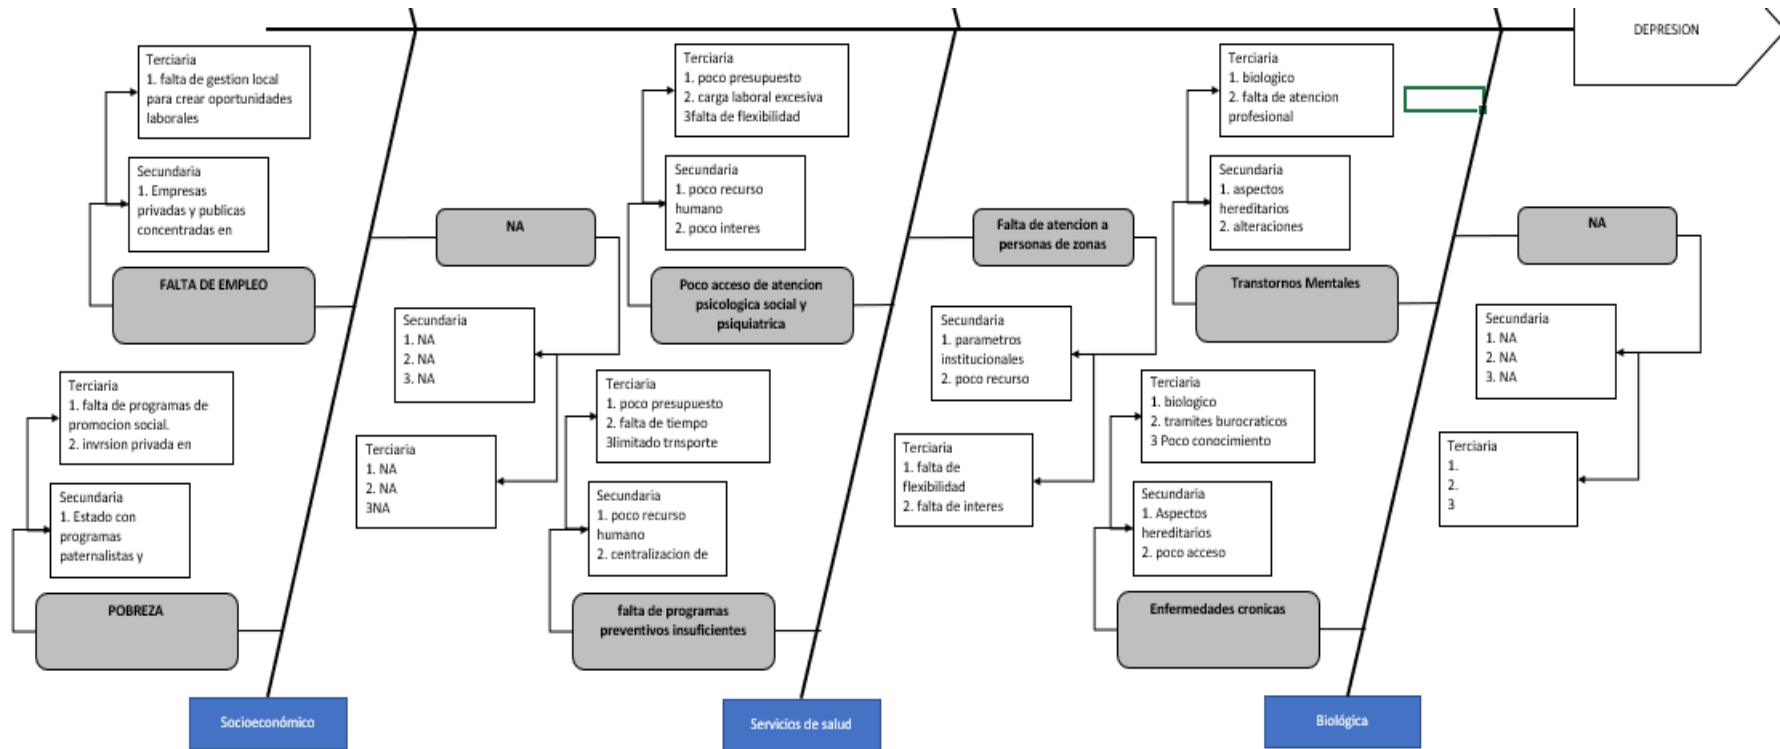 DEPRESION
Terciaria
1. falta de gestion local
para crear oportunidades
laborales
Secundaria
1. Empresas
privadas y publicas
concentradas en
FALTA DE EMPLEO
NA
Secundaria
1. NA
2. NA
3. NA
Terciaria
1. NA
2. NA
3NA
Terciaria
1. falta de programas de
promocion social.
2. invrsion privada en
Secundaria
1. Estado con
programas
paternalistas y
POBREZA
Socioeconómico
Terciaria
1. poco presupuesto
2. carga laboral excesiva
3falta de flexibilidad
Secundaria
1. poco recurso
humano
2. poco interes
Poco acceso de atencion
psicologica social y
psiquiatrica
Falta de atencion a
personas de zonas
Secundaria
1. parametros
institucionales
2. poco recurso
Terciaria
1. falta de
flexibilidad
2. falta de interes
Terciaria
1. poco presupuesto
2. falta de tiempo
3limitado trnsporte
Secundaria
1. poco recurso
humano
2. centralizacion de
falta de programas
preventivos insuficientes
Servicios de salud
Terciaria
1. biologico
2. falta de atencion
profesional
Secundaria
1. aspectos
hereditarios
2. alteraciones
Transtornos Mentales
NA
Secundaria
1. NA
2. NA
3. NA
Terciaria
1.
2.
3
Terciaria
1. biologico
2. tramites burocraticos
3 Poco conocimiento
Secundaria
1. Aspectos
hereditarios
2. poco acceso
Enfermedades cronicas
Biológica